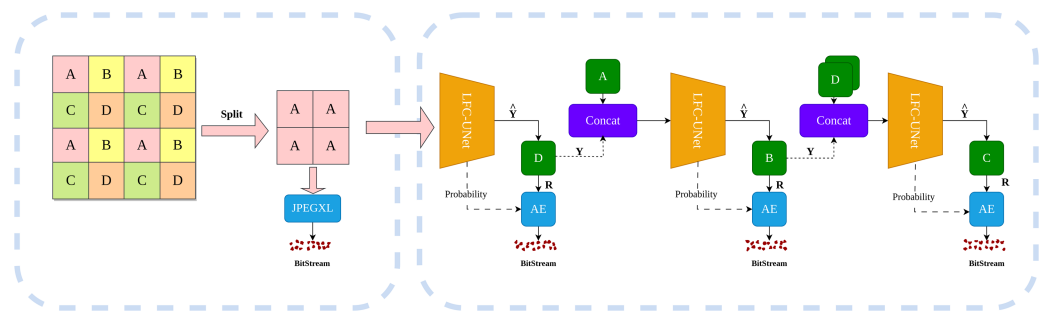 A B A B
C D C D
A B A B
C D C D
Split
A A
A A
JPEGXL
BitStream
LFC-UNet
Probability
Ŷ
D
Y
R
AE
BitStream
A
Concat
LFC-UNet
Probability
Ŷ
B
Y
R
AE
BitStream
D
Concat
LFC-UNet
Probability
Ŷ
C
R
AE
BitStream